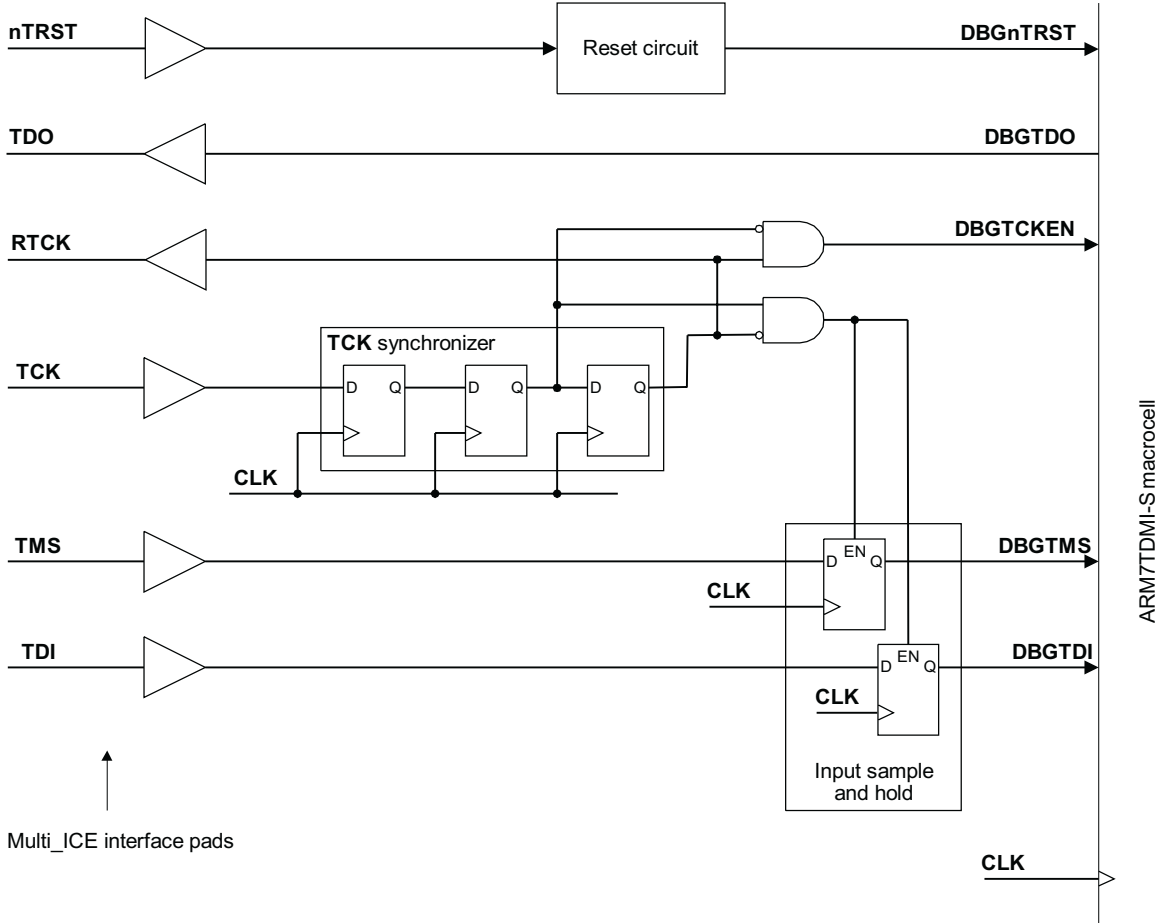 nTRST
Reset circuit
DBGnTRST
TDO
DBGTDO
RTCK
DBGTCKEN
TCK synchronizer
TCK
D Q
D Q
D Q
CLK
TMS
EN
D Q
DBGTMS
CLK
TDI
EN
D Q
DBGTDI
CLK
Input sample
and hold
Multi_ICE interface pads
CLK
ARM7TDMI-S macrocell